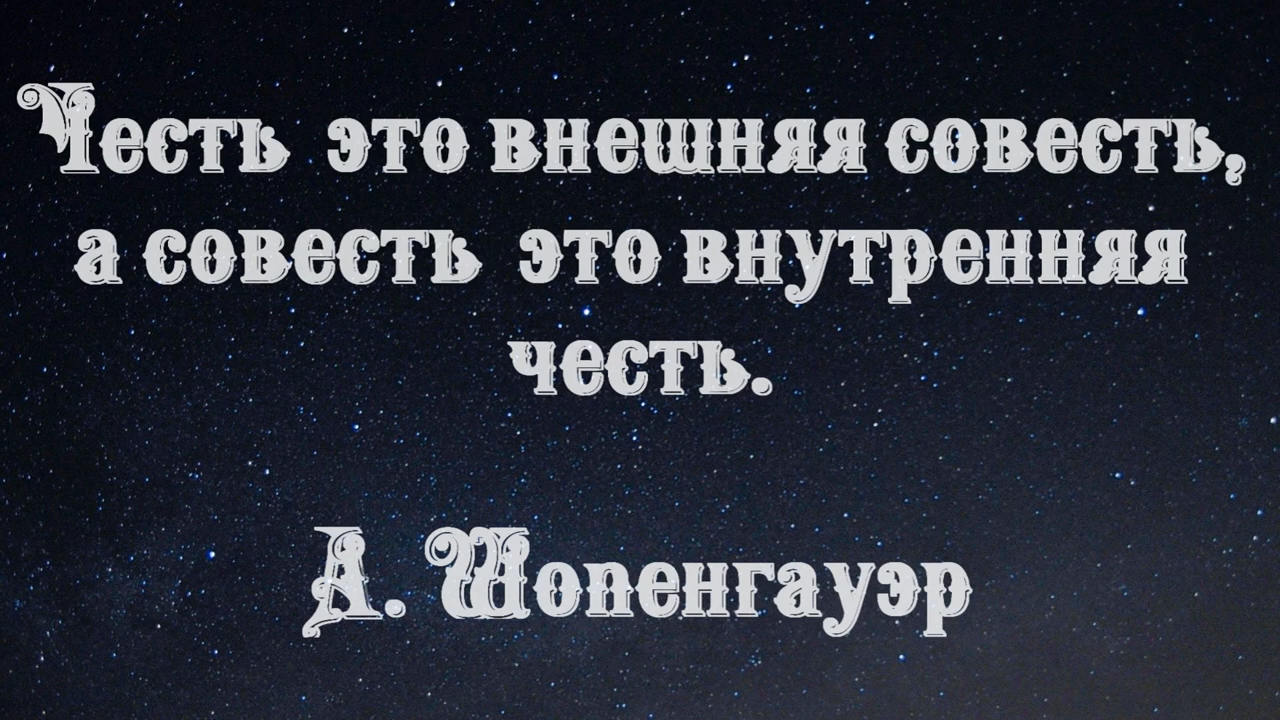 Честь это внешняя совесть,
а совесть это внутренняя
честь.
А. Шопенгауэр